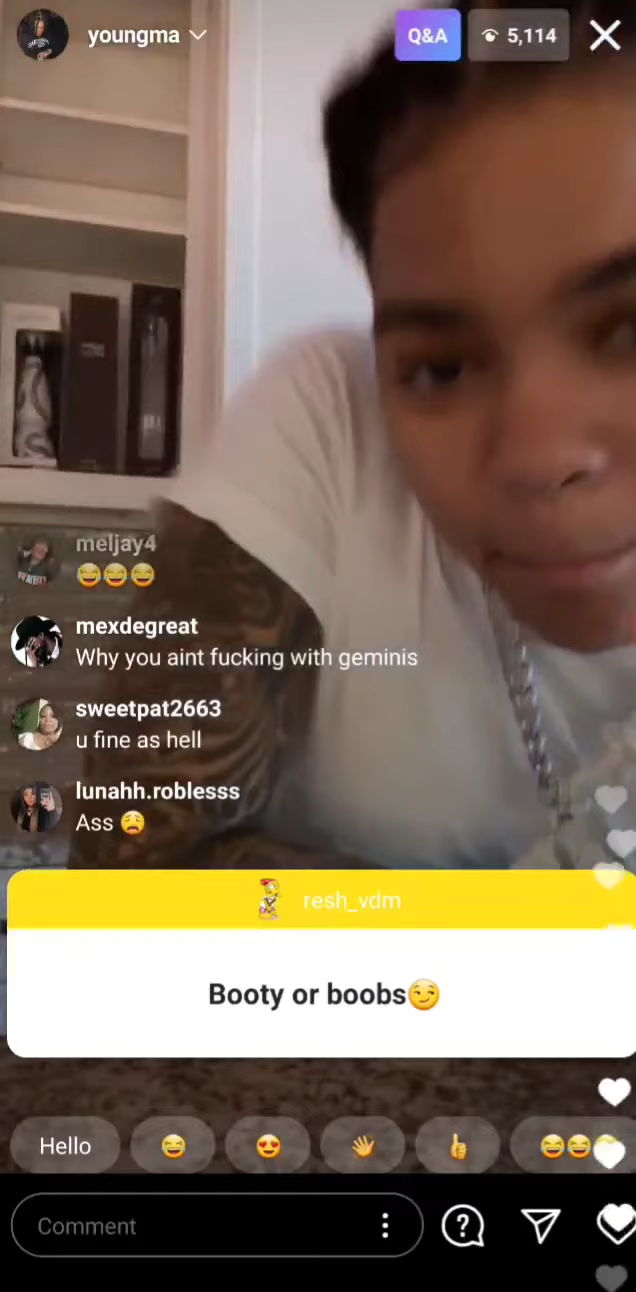 youngma
Q&A
5,114
meljay4
😂😂😂
mexdegreat
Why you aint fucking with geminis
sweetpat2663
u fine as hell
lunahh.roblesss
Ass 😩
resh_vdm
Booty or boobs😏
Hello
Comment